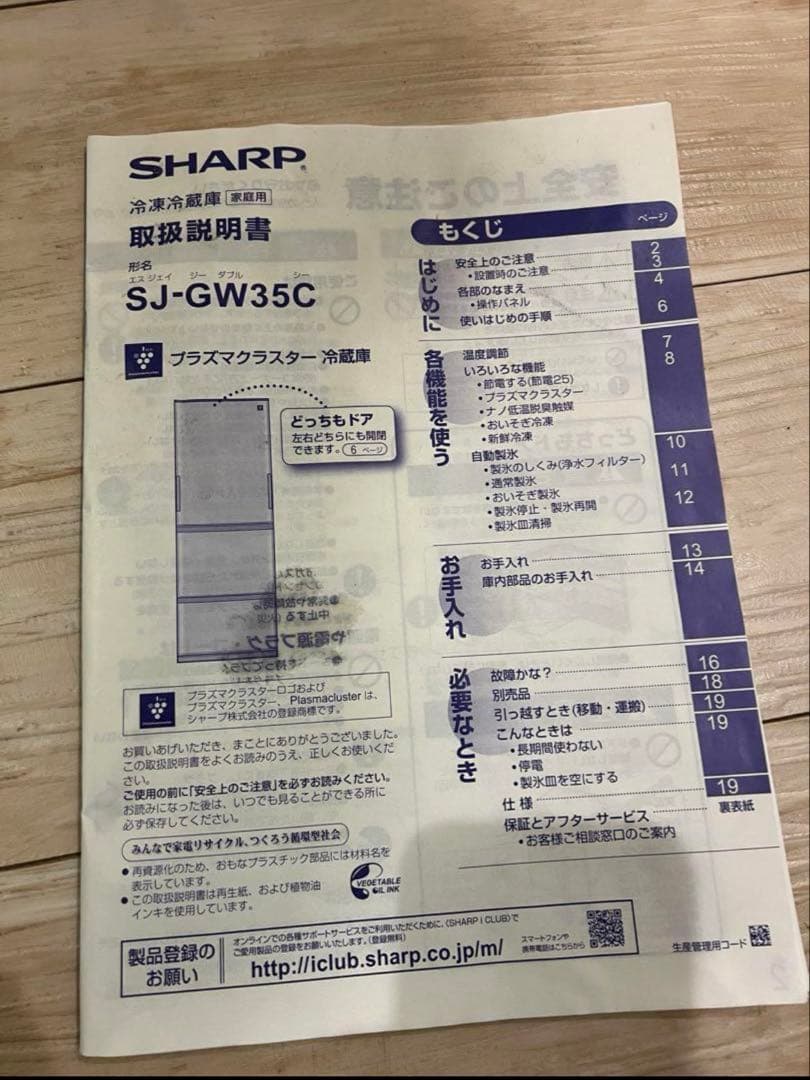 SHARP
冷凍冷蔵庫 家庭用
取扱説明書
形名
エス ジェイ ジー ダブル シー
SJ-GW35C
プラズマクラスター 冷蔵庫
どっちもドア
左右どちらにも開閉
できます。 6 ページ
プラズマクラスターロゴおよび
プラズマクラスター、Plasmaclusterは、
シャープ株式会社の登録商標です。
お買いあげいただき、まことにありがとうございました。
この取扱説明書をよくお読みのうえ、正しくお使いくだ
さい。
ご使用の前に「安全上のご注意」を必ずお読みください。
お読みになった後は、いつでも見ることができる所に
必ず保存してください。
みんなで家電リサイクル、つくろう循環型社会
●再資源化のため、おもなプラスチック部品には材料名を
表示しています。
●この取扱説明書は再生紙、および植物油
インキを使用しています。
VEGETABLE
OIL INK
もくじ ページ
はじめに
安全上のご注意 2
・設置時のご注意 3
各部のなまえ 4
・操作パネル
使いはじめの手順 6
各機能を使う
温度調節 7
いろいろな機能 8
・節電する(節電25)
・プラズマクラスター
・ナノ低温脱臭触媒
・おいそぎ冷凍
・新鮮冷凍
自動製氷 10
・製氷のしくみ(浄水フィルター)
・通常製氷 11
・おいそぎ製氷
・製氷停止・製氷再開 12
・製氷皿清掃
お手入れ
お手入れ 13
庫内部品のお手入れ 14
必要なとき
故障かな? 16
別売品 18
引っ越すとき(移動・運搬) 19
こんなときは 19
・長期間使わない
・停電
・製氷皿を空にする
仕様 19
保証とアフターサービス 裏表紙
・お客様ご相談窓口のご案内
製品登録の
お願い
オンラインでの各種サポートサービスをご利用いただくために、(SHARP i CLUB)で
ご愛用製品の登録をお願いいたします。(登録無料)
http://iclub.sharp.co.jp/m/
スマートフォンや
携帯電話はこちらから
生産管理用コード